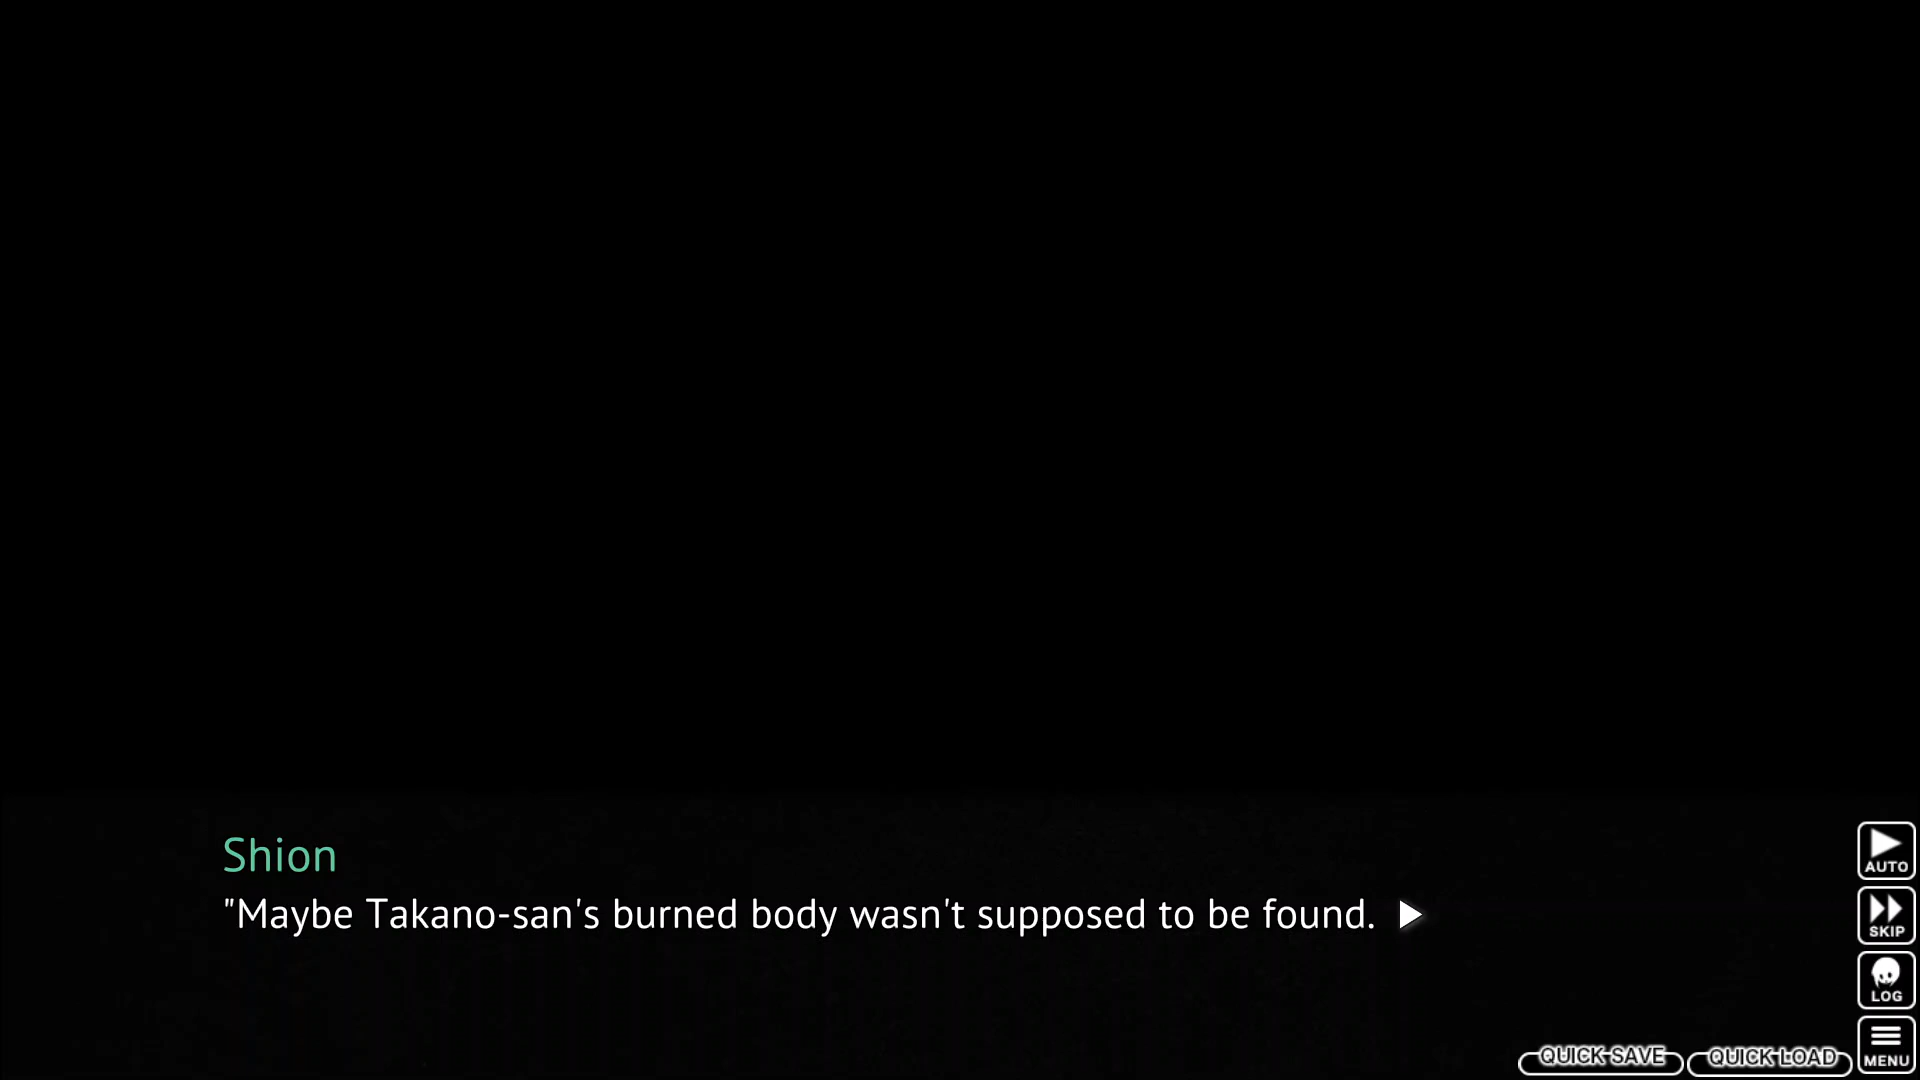 Shion
"Maybe Takano-san's burned body wasn't supposed to be found.
AUTO
SKIP
LOG
MENU
QUICK SAVE
QUICK LOAD